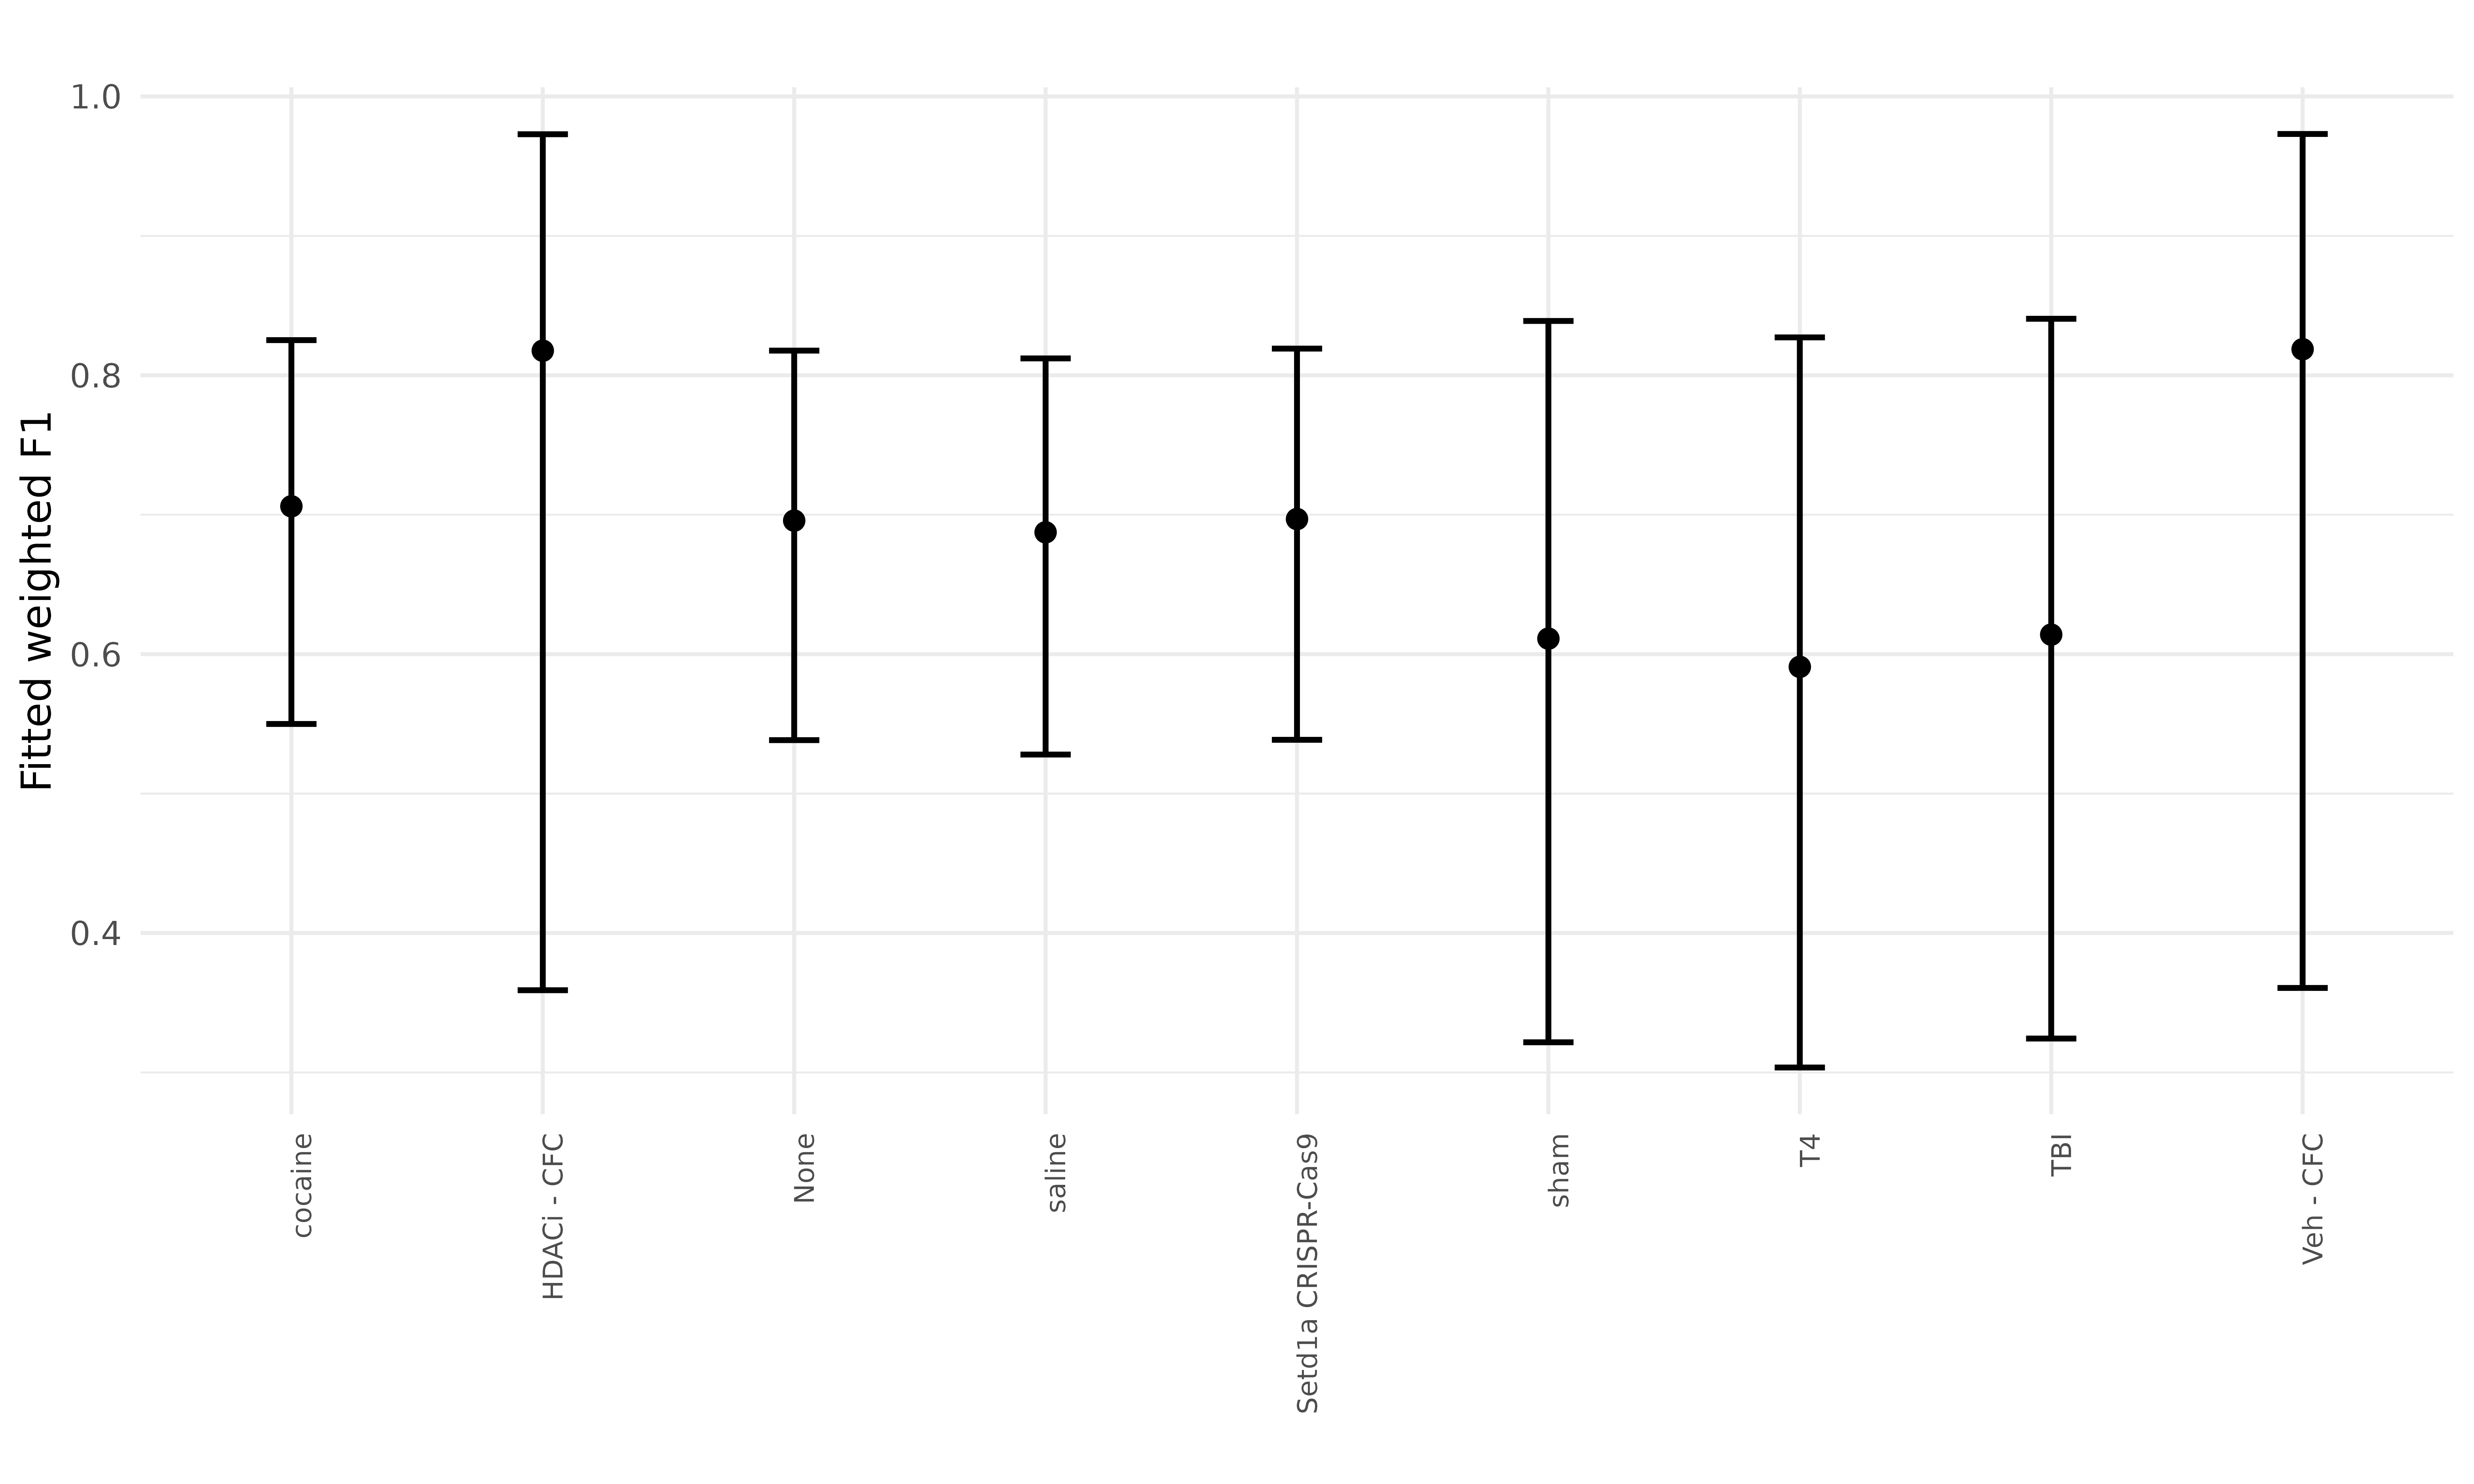 Fitted weighted F1
1.0
0.8
0.6
0.4
cocaine
HDACi - CFC
None
saline
Setd1a CRISPR-Cas9
sham
T4
TBI
Veh - CFC